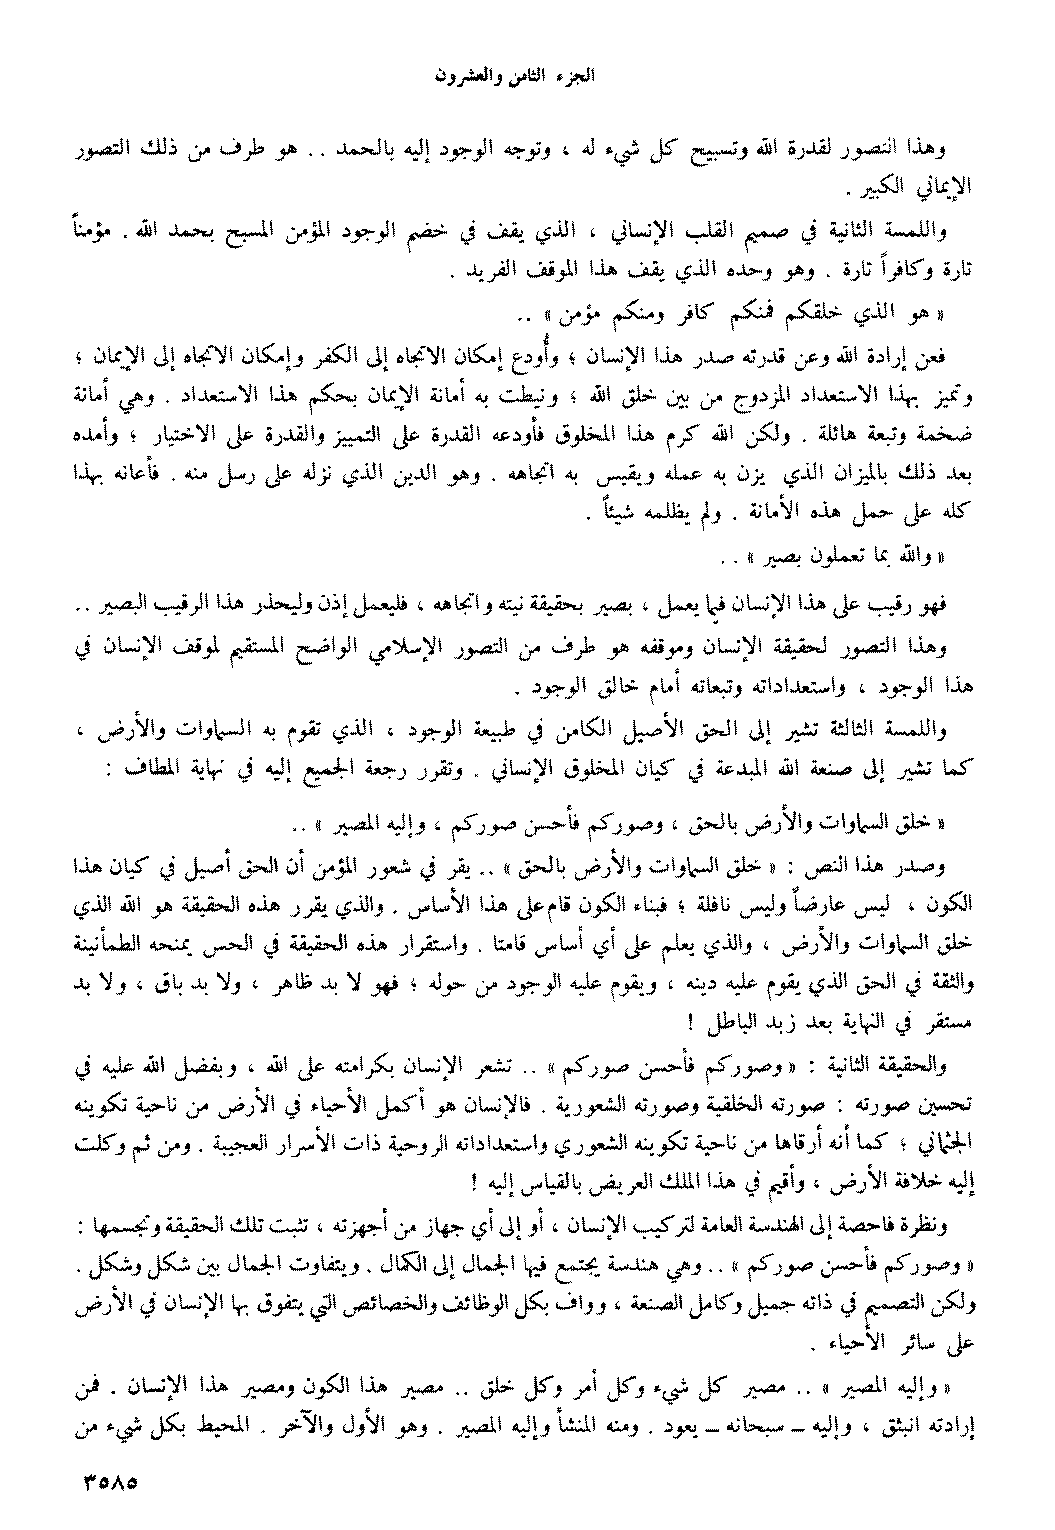 الجزء الثامن والعشرون
وهذا التصور لقدرة الله وتسبيح كل شيء له ، وتوجه الوجود إليه بالحمد .. هو طرف من ذلك التصور
الإيماني الكبير .
واللمسة الثانية في صميم القلب الإنساني ، الذي يقف في خضم الوجود المؤمن المسبح بحمد الله . مؤمناً
تارة وكافراً تارة . وهو وحده الذي يقف هذا الموقف الفريد .
« هو الذي خلقكم فمنكم كافر ومنكم مؤمن » ..
فعن إرادة الله وعن قدرته صدر هذا الإنسان ؛ وأُودع إمكان الاتجاه إلى الكفر وإمكان الاتجاه إلى الإيمان ؛
وتميز بهذا الاستعداد المزدوج من بين خلق الله ؛ ونيطت به أمانة الإيمان بحكم هذا الاستعداد . وهي أمانة
ضخمة وتبعة هائلة . ولكن الله كرم هذا المخلوق فأودعه القدرة على التمييز والقدرة على الاختيار ؛ وأمده
بعد ذلك بالميزان الذي يزن به عمله ويقيس به اتجاهه . وهو الدين الذي نزله على رسل منه . فأعانه بهذا
كله على حمل هذه الأمانة . ولم يظلمه شيئاً .
« والله بما تعملون بصير » ..
فهو رقيب على هذا الإنسان فيما يعمل ، بصير بحقيقة نيته واتجاهه ، فليعمل إذن وليحذر هذا الرقيب البصير ..
وهذا التصور لحقيقة الإنسان وموقفه هو طرف من التصور الإسلامي الواضح المستقيم لموقف الإنسان في
هذا الوجود ، واستعداداته وتبعاته أمام خالق الوجود .
واللمسة الثالثة تشير إلى الحق الأصيل الكامن في طبيعة الوجود ، الذي تقوم به السماوات والأرض ،
كما تشير إلى صنعة الله المبدعة في كيان المخلوق الإنساني . وتقرر رجعة الجميع إليه في نهاية المطاف :
« خلق السماوات والأرض بالحق ، وصوركم فأحسن صوركم ، وإليه المصير » ..
وصدر هذا النص : « خلق السماوات والأرض بالحق » .. يقر في شعور المؤمن أن الحق أصيل في كيان هذا
الكون ، ليس عارضاً وليس نافلة ؛ فبناء الكون قام على هذا الأساس . والذي يقرر هذه الحقيقة هو الله الذي
خلق السماوات والأرض ، والذي يعلم على أي أساس قامتا . واستقرار هذه الحقيقة في الحس يمنحه الطمأنينة
والثقة في الحق الذي يقوم عليه دينه ، ويقوم عليه الوجود من حوله ؛ فهو لا بد ظاهر ، ولا بد باق ، ولا بد
مستقر في النهاية بعد زبد الباطل !
والحقيقة الثانية : « وصوركم فأحسن صوركم » .. تشعر الإنسان بكرامته على الله ، وبفضل الله عليه في
تحسين صورته : صورته الخلقية وصورته الشعورية . فالإنسان هو أكمل الأحياء في الأرض من ناحية تكوينه
الجثماني ؛ كما أنه أرقاها من ناحية تكوينه الشعوري واستعداداته الروحية ذات الأسرار العجيبة . ومن ثم وكلت
إليه خلافة الأرض ، وأقيم في هذا الملك العريض بالقياس إليه !
ونظرة فاحصة إلى الهندسة العامة لتركيب الإنسان ، أو إلى أي جهاز من أجهزته ، تثبت تلك الحقيقة وتجسمها :
« وصوركم فأحسن صوركم » .. وهي هندسة يجتمع فيها الجمال إلى الكمال . ويتفاوت الجمال بين شكل وشكل .
ولكن التصميم في ذاته جميل وكامل الصنعة ، وواف بكل الوظائف والخصائص التي يتفوق بها الإنسان في الأرض
على سائر الأحياء .
« وإليه المصير » .. مصير كل شيء وكل أمر وكل خلق .. مصير هذا الكون ومصير هذا الإنسان . فمن
إرادته انبثق ، وإليه – سبحانه – يعود . ومنه المنشأ وإليه المصير . وهو الأول والآخر . المحيط بكل شيء من
٣٥٨٥